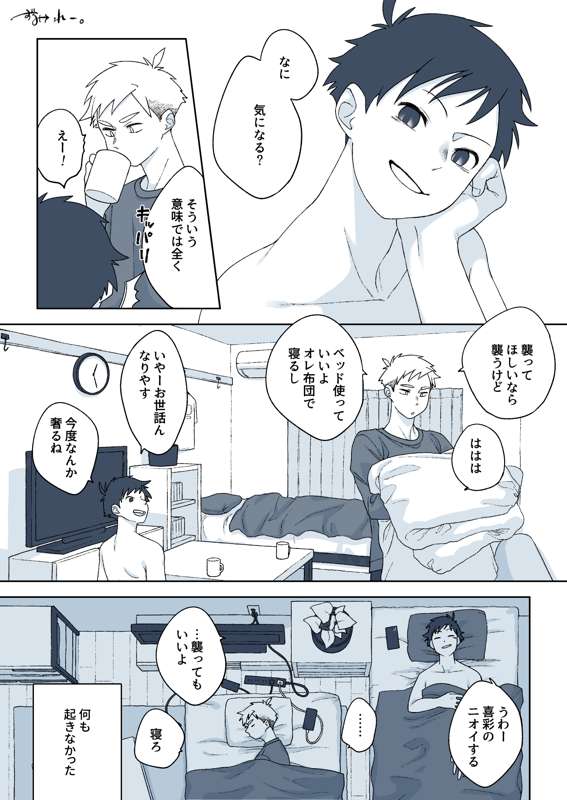 なに
気になる?
そういう
意味では全く
キッパリ
えー!
ずりーれー。
襲って
ほしいなら
襲うけど
ははは
ベッド使って
いいよ
オレ布団で
寝るし
いやーお世話ん
なりやす
今度なんか
奢るね
うわー
喜彩の
ニオイする
……
…襲っても
いいよ
寝ろ
何も
起きなかった